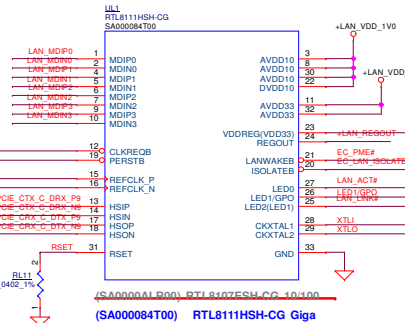 UL1
RTL8111HSH-CG
SA000084T00
+LAN_VDD_1V0
LAN_MDIP0 1 MDIP0 AVDD10 3
LAN_MDIN0 2 MDIN0 AVDD10 8
LAN_MDIP1 4 MDIP1 AVDD10 30
LAN_MDIN1 5 MDIN1 DVDD10 22
+LAN_VDD
LAN_MDIP2 6 MDIP2
LAN_MDIN2 7 MDIN2 AVDD33 11
LAN_MDIP3 9 MDIP3 AVDD33 32
LAN_MDIN3 10 MDIN3
VDDREG(VDD33) 23
REGOUT 24 +LAN_REGOUT
12 CLKREQB
19 PERSTB LANWAKEB 21 EC_PME#
ISOLATEB 20 EC_LAN_ISOLATE
15 REFCLK_P
16 REFCLK_N LED0 27 LAN_ACT#
LED1/GPO 26 LED1/GPO
PCIE_CTX_C_DRX_P9 13 HSIP LED2(LED1) 25 LAN_LINK#
PCIE_CTX_C_DRX_N9 14 HSIN
PCIE_CRX_C_DTX_P9 17 HSOP CKXTAL1 28 XTLI
PCIE_CRX_C_DTX_N9 18 HSON CKXTAL2 29 XTLO
RSET 31 RSET GND 33
2
RL11
0402_1%
1
(SA0000ALR00) RTL8107ESH-CG 10/100
(SA000084T00) RTL8111HSH-CG Giga